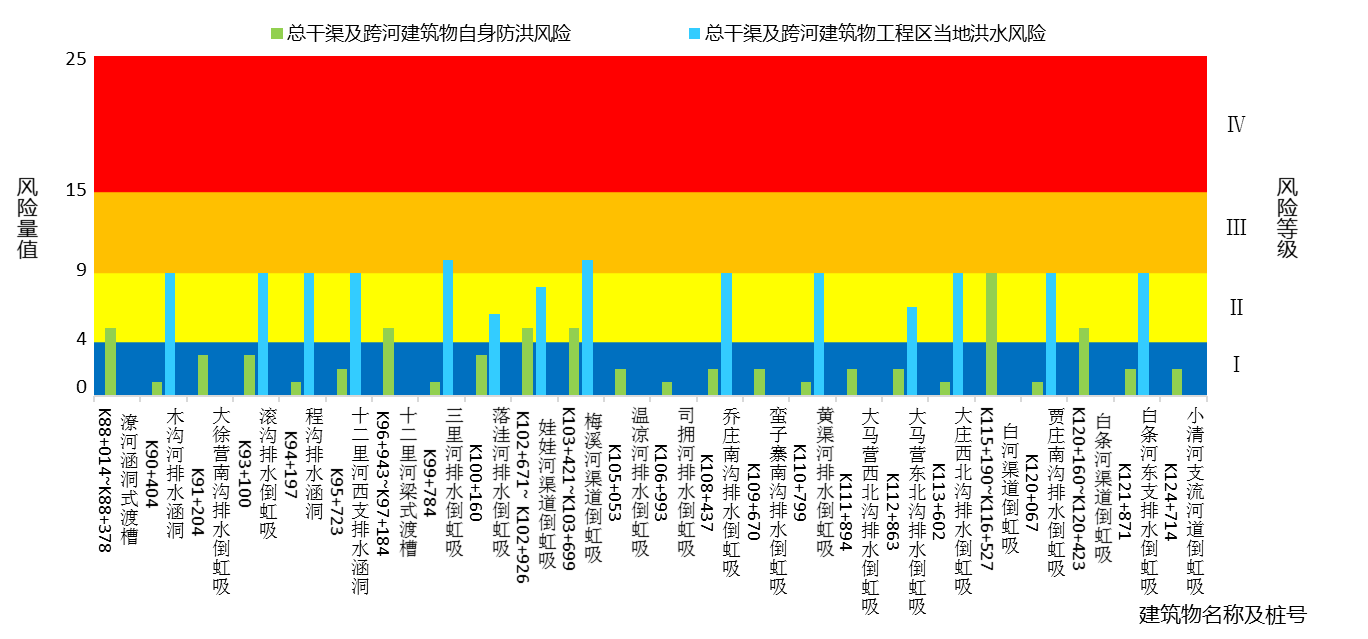 总干渠及跨河建筑物自身防洪风险
总干渠及跨河建筑物工程区当地洪水风险
风险量值
25
15
9
4
0
Ⅳ
Ⅲ
Ⅱ
Ⅰ
风险等级
K88+014~K88+378
潦河涵洞式渡槽
K90+404
木沟河排水涵洞
K91+204
大徐营南沟排水倒虹吸
K93+100
滚沟排水倒虹吸
K94+197
程沟排水涵洞
K95+723
十二里河西支排水涵洞
K96+943~K97+184
十二里河梁式渡槽
K99+784
三里河排水倒虹吸
K100+160
落洼河排水倒虹吸
K102+671~ K102+926
娃娃河渠道倒虹吸
K103+421~K103+699
梅溪河渠道倒虹吸
K105+053
温凉河排水倒虹吸
K106+993
司拥河排水倒虹吸
K108+437
乔庄南沟排水倒虹吸
K109+670
蛮子寨南沟排水倒虹吸
K110+799
黄渠河排水倒虹吸
K111+894
大马营西北沟排水倒虹吸
K112+863
大马营东北沟排水倒虹吸
K113+602
大庄西北沟排水倒虹吸
K115+190~K116+527
白河渠道倒虹吸
K120+067
贾庄南沟排水倒虹吸
K120+160~K120+423
白条河渠道倒虹吸
K121+871
白条河东支排水倒虹吸
K124+714
小清河支流河道倒虹吸
建筑物名称及桩号